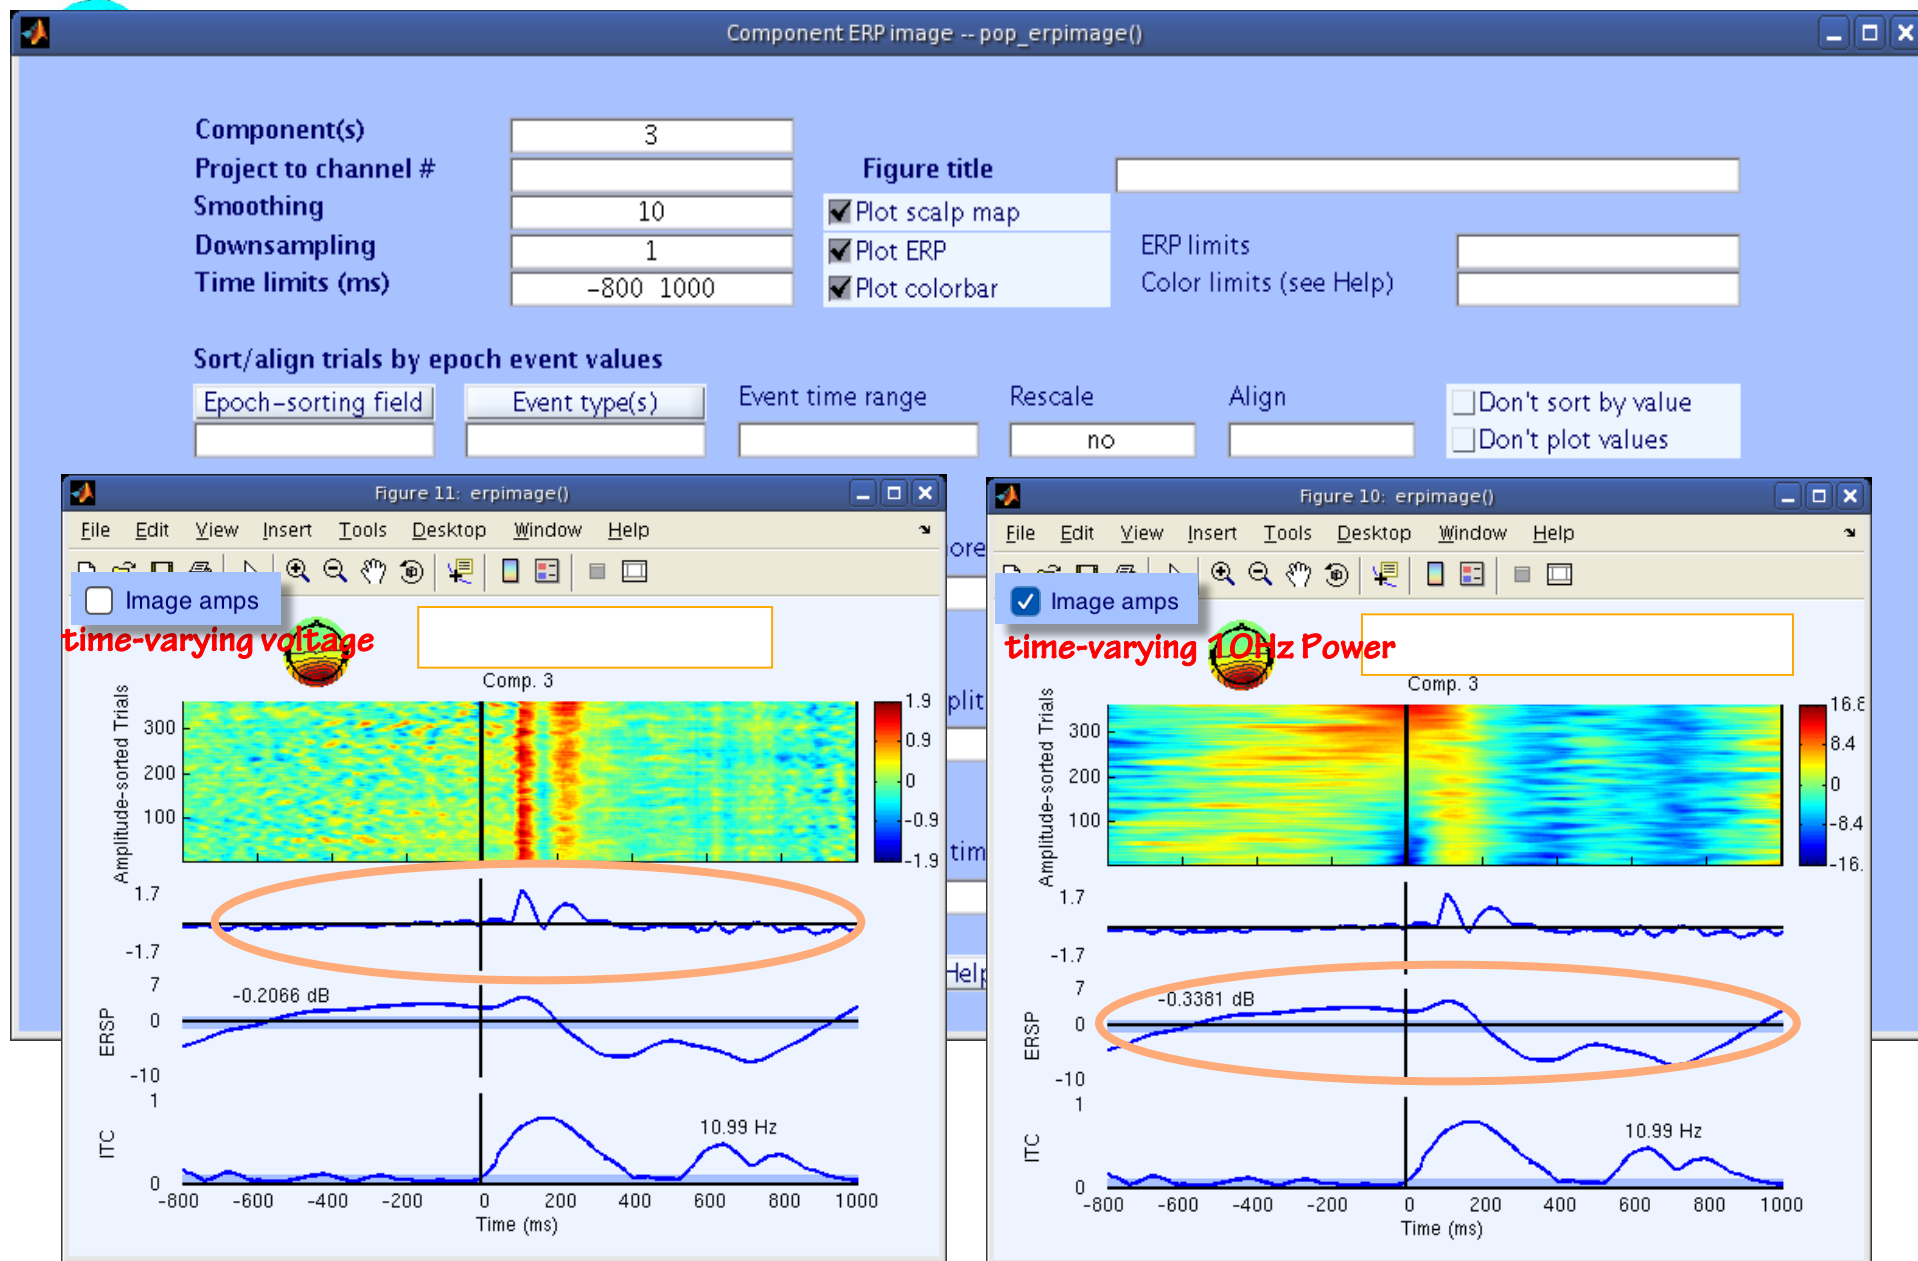 Component ERP image -- pop_erpimage()
Component(s) 3
Project to channel # Figure title
Smoothing 10 Plot scalp map
Downsampling 1 Plot ERP ERP limits
Time limits (ms) -800 1000 Plot colorbar Color limits (see Help)
Sort/align trials by epoch event values
Epoch-sorting field Event type(s) Event time range Rescale Align Don't sort by value
no Don't plot values
Figure 11: erpimage()
File Edit View Insert Tools Desktop Window Help
Image amps
time-varying voltage
Comp. 3
Amplitude-sorted Trials
300
200
100
1.9
0.9
0
-0.9
-1.9
1.7
-1.7
7
-0.2066 dB
ERSP
0
-10
1
10.99 Hz
ITC
0
-800 -600 -400 -200 0 200 400 600 800 1000
Time (ms)
ore
plit
tim
Help
Figure 10: erpimage()
File Edit View Insert Tools Desktop Window Help
Image amps
time-varying 10Hz Power
Comp. 3
Amplitude-sorted Trials
300
200
100
16.6
8.4
0
-8.4
-16.
1.7
-1.7
7
-0.3381 dB
ERSP
0
-10
1
10.99 Hz
ITC
0
-800 -600 -400 -200 0 200 400 600 800 1000
Time (ms)